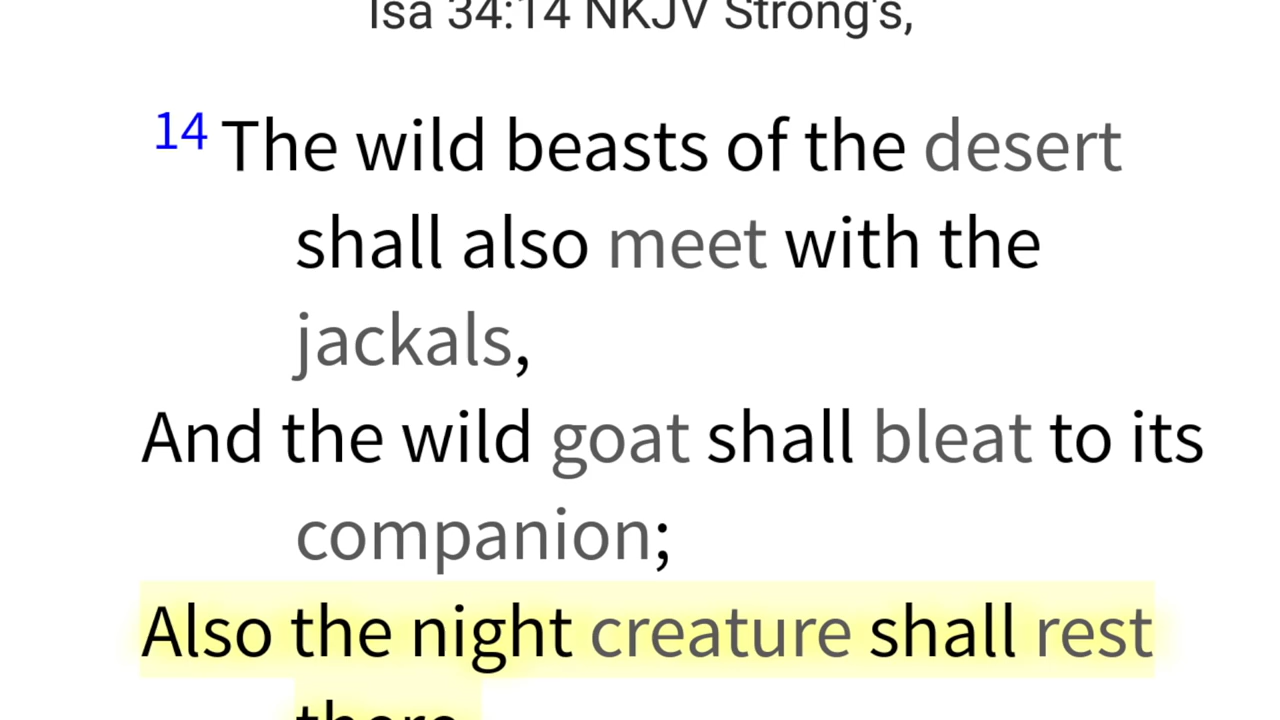 Isa 34:14 NKJV Strong's,
14 The wild beasts of the desert
shall also meet with the
jackals,
And the wild goat shall bleat to its
companion;
Also the night creature shall rest
there